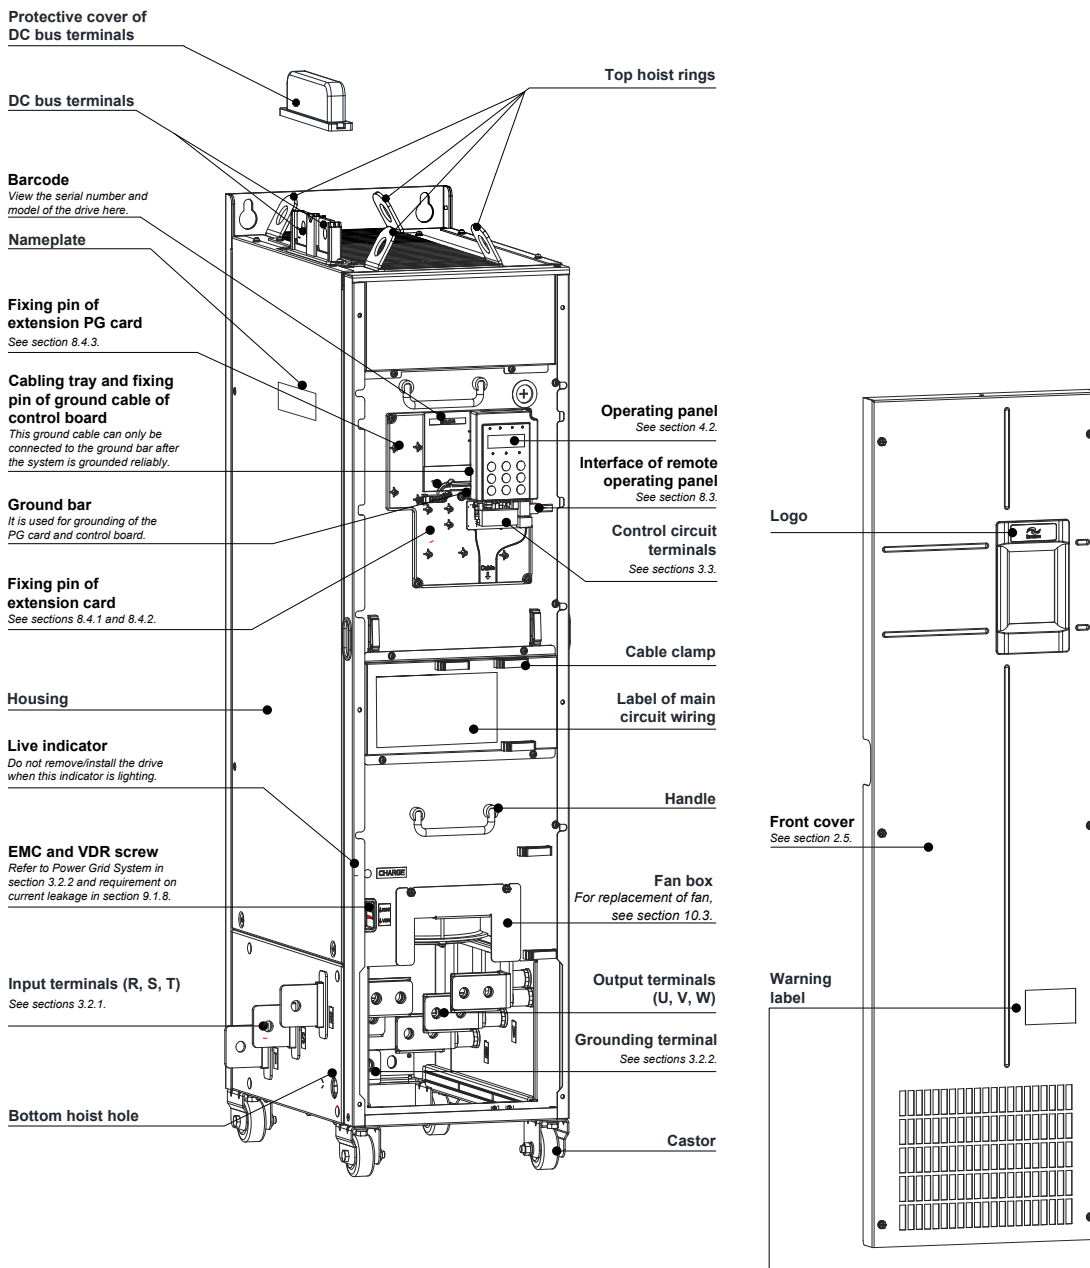 Protective cover of
DC bus terminals
DC bus terminals
Barcode
View the serial number and
model of the drive here.
Nameplate
Fixing pin of
extension PG card
See section 8.4.3.
Cabling tray and fixing
pin of ground cable of
control board
This ground cable can only be
connected to the ground bar after
the system is grounded reliably.
Ground bar
It is used for grounding of the
PG card and control board.
Fixing pin of
extension card
See sections 8.4.1 and 8.4.2.
Housing
Live indicator
Do not remove/install the drive
when this indicator is lighting.
EMC and VDR screw
Refer to Power Grid System in
section 3.2.2 and requirement on
current leakage in section 9.1.8.
Input terminals (R, S, T)
See sections 3.2.1.
Bottom hoist hole
Cable
CHARGE
Top hoist rings
Operating panel
See section 4.2.
Interface of remote
operating panel
See section 8.3.
Control circuit
terminals
See sections 3.3.
Cable clamp
Label of main
circuit wiring
Handle
Fan box
For replacement of fan,
see section 10.3.
Output terminals
(U, V, W)
Grounding terminal
See sections 3.2.2.
Castor
Logo
Front cover
See section 2.5.
Warning
label